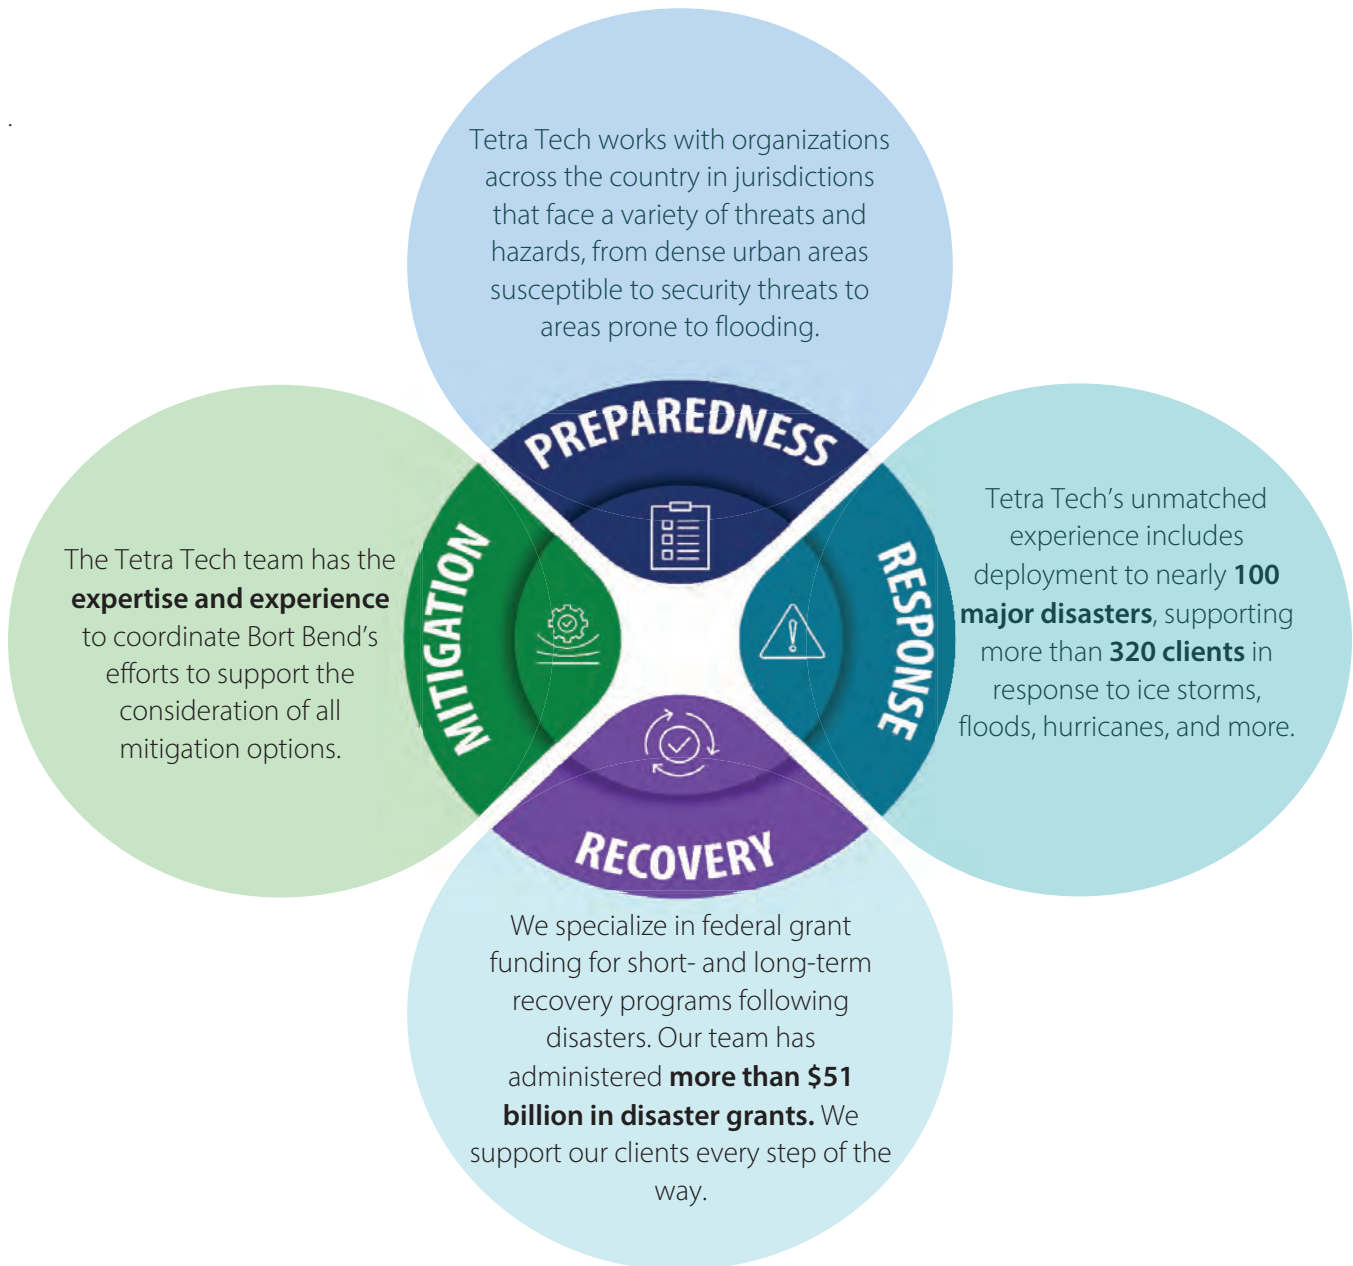 .
Tetra Tech works with organizations
across the country in jurisdictions
that face a variety of threats and
hazards, from dense urban areas
susceptible to security threats to
areas prone to flooding.
PREPAREDNESS
The Tetra Tech team has the
expertise and experience
to coordinate Bort Bend’s
efforts to support the
consideration of all
mitigation options.
MITIGATION
RESPONSE
Tetra Tech’s unmatched
experience includes
deployment to nearly 100
major disasters, supporting
more than 320 clients in
response to ice storms,
floods, hurricanes, and more.
RECOVERY
We specialize in federal grant
funding for short- and long-term
recovery programs following
disasters. Our team has
administered more than $51
billion in disaster grants. We
support our clients every step of the
way.